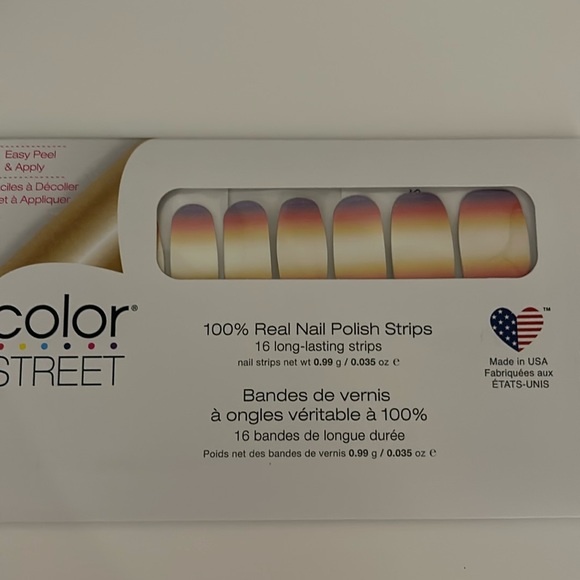 Easy Peel
& Apply
ciles à Décoller
et à Appliquer
color®
STREET
100% Real Nail Polish Strips
16 long-lasting strips
nail strips net wt 0.99 g / 0.035 oz ℮
Bandes de vernis
à ongles véritable à 100%
16 bandes de longue durée
Poids net des bandes de vernis 0.99 g / 0.035 oz ℮
™
Made in USA
Fabriquées aux
ÉTATS-UNIS